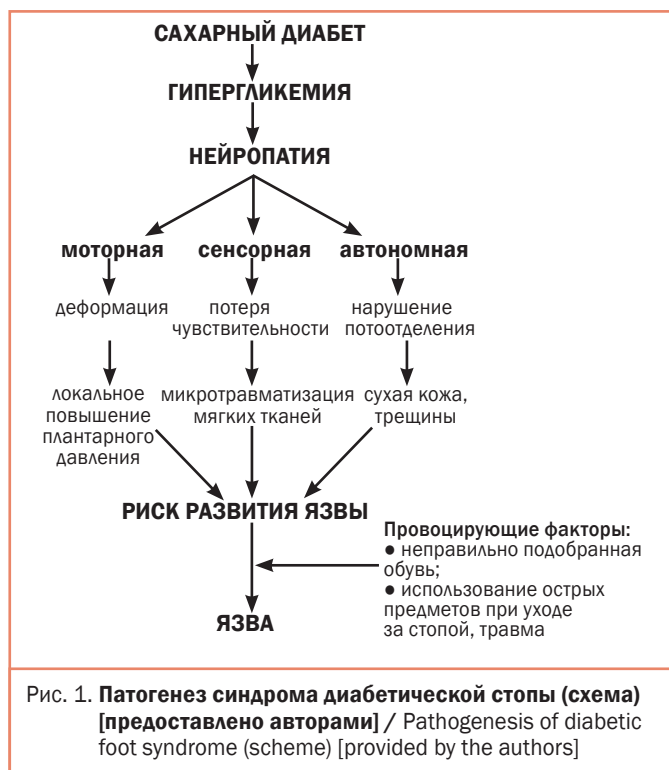 САХАРНЫЙ ДИАБЕТ
ГИПЕРГЛИКЕМИЯ
НЕЙРОПАТИЯ
моторная сенсорная автономная
деформация
потеря
чувствительности
нарушение
потоотделения
локальное
повышение
плантарного
давления
микротравматизация
мягких тканей
сухая кожа,
трещины
РИСК РАЗВИТИЯ ЯЗВЫ
Провоцирующие факторы:
● неправильно подобранная
обувь;
● использование острых
предметов при уходе
за стопой, травма
ЯЗВА
Рис. 1. Патогенез синдрома диабетической стопы (схема)
[предоставлено авторами] / Pathogenesis of diabetic
foot syndrome (scheme) [provided by the authors]